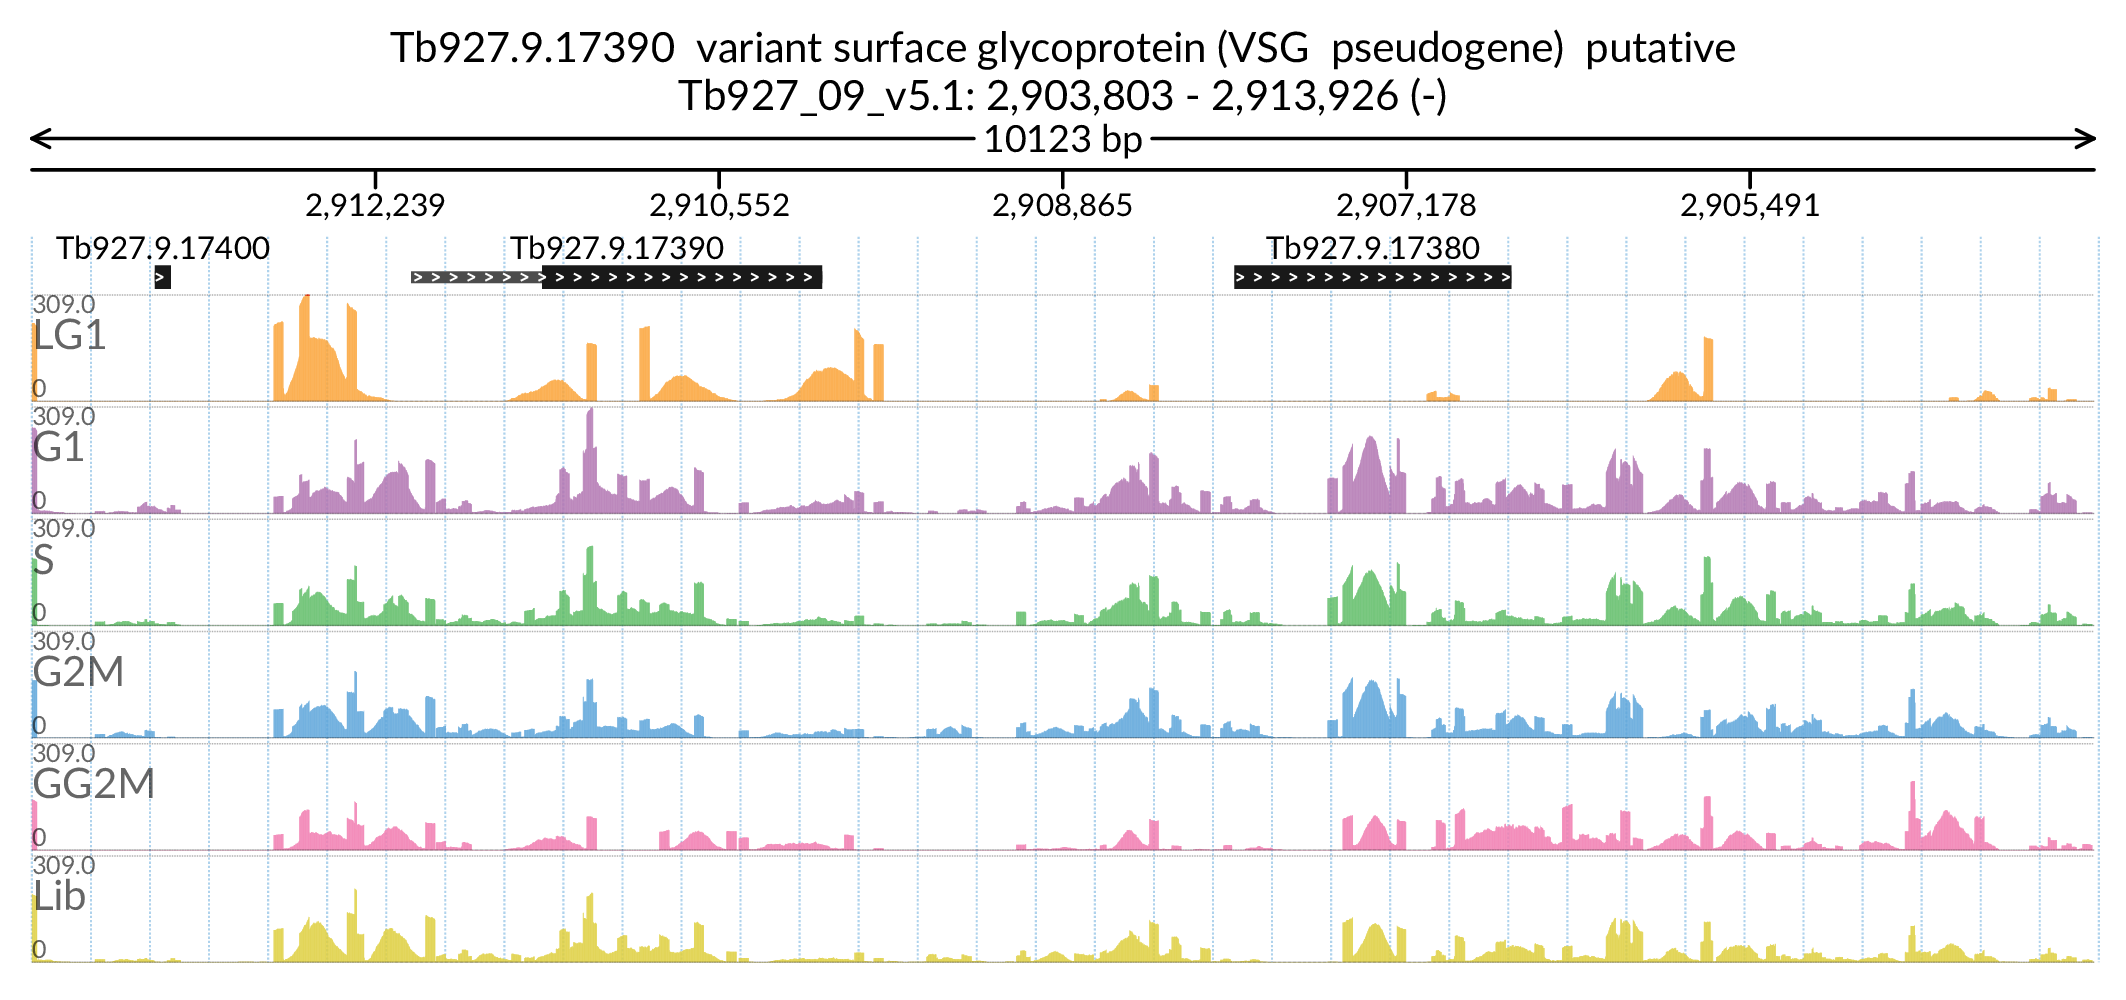 Tb927.9.17390 variant surface glycoprotein (VSG pseudogene) putative
Tb927_09_v5.1: 2,903,803 - 2,913,926 (-)
10123 bp
2,912,239 2,910,552 2,908,865 2,907,178 2,905,491
Tb927.9.17400 Tb927.9.17390 Tb927.9.17380
309.0
LG1
0
309.0
G1
0
309.0
S
0
309.0
G2M
0
309.0
GG2M
0
309.0
Lib
0